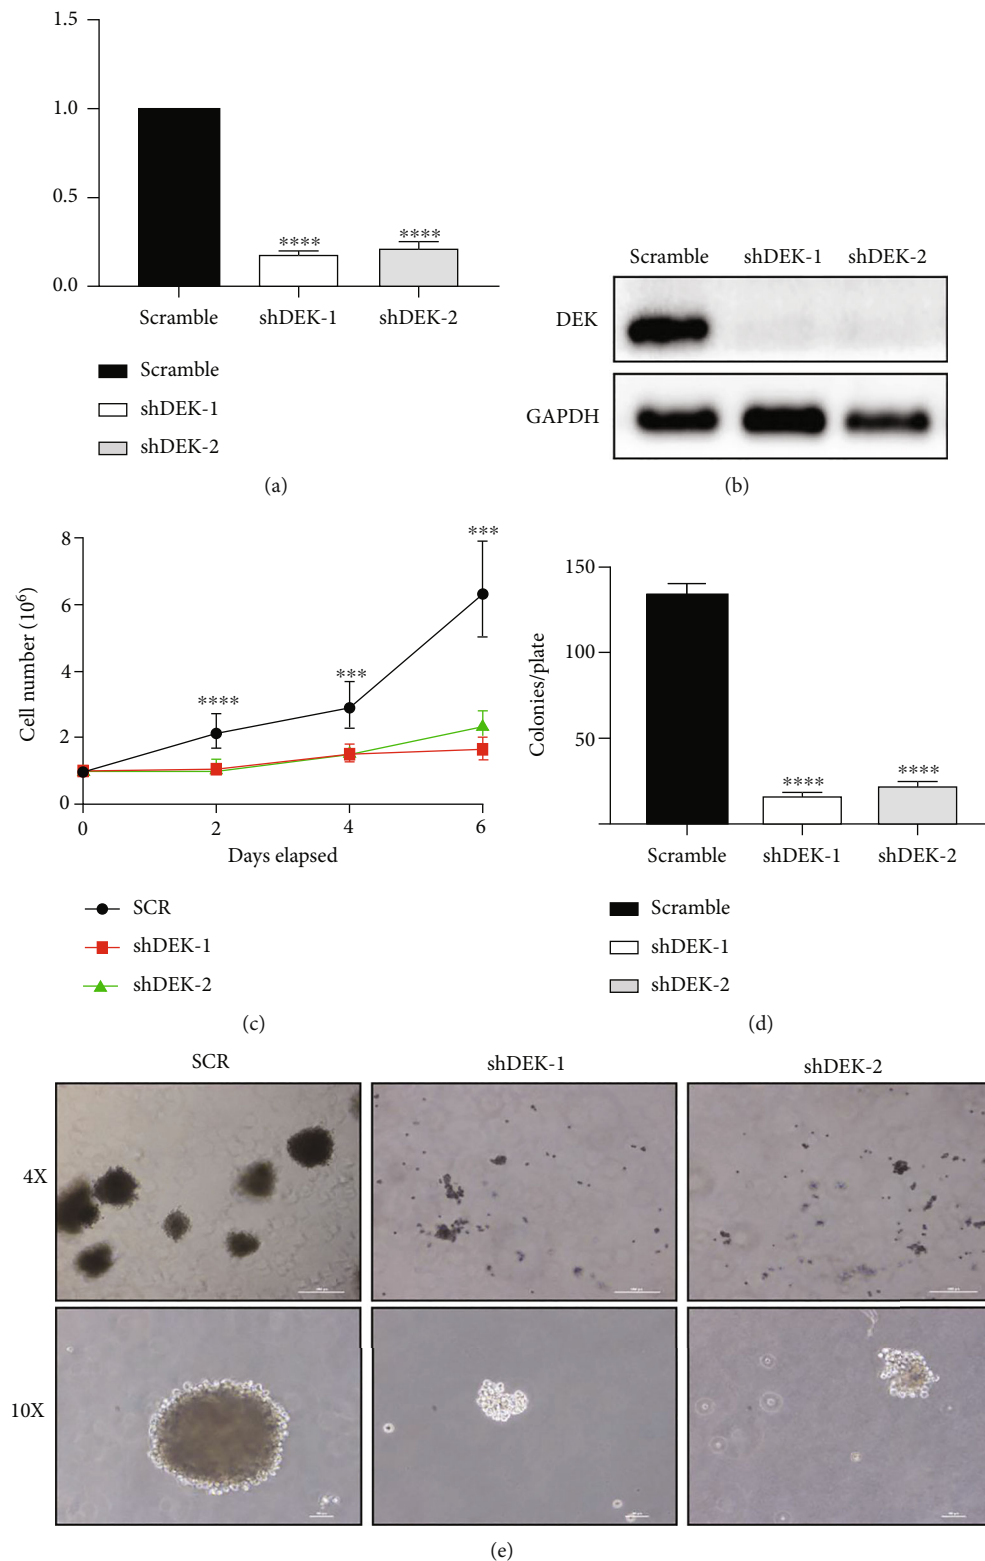 1.5
1.0
0.5
0.0
**** ****
Scramble shDEK-1 shDEK-2
Scramble
shDEK-1
shDEK-2
(a)
Scramble shDEK-1 shDEK-2
DEK
GAPDH
(b)
8
6
4
2
0
Cell number (10⁶)
****
***
***
0 2 4 6
Days elapsed
SCR
shDEK-1
shDEK-2
(c)
150
100
50
Colonies/plate
**** ****
Scramble shDEK-1 shDEK-2
Scramble
shDEK-1
shDEK-2
(d)
SCR shDEK-1 shDEK-2
4X
10X
(e)